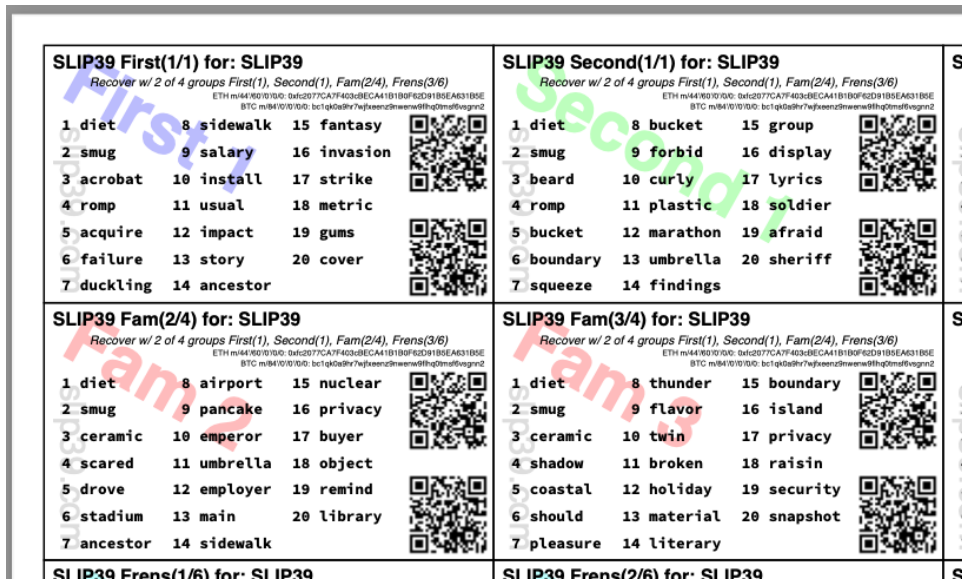 SLIP39 First(1/1) for: SLIP39
Recover w/ 2 of 4 groups First(1), Second(1), Fam(2/4), Frens(3/6)
ETH m/44'/60'/0'/0/0: 0xfc2077CA7F403cBECA41B1B0F62D91B5EA631B5E
BTC m/84'/0'/0'/0/0: bc1qk0a9hr7wjfxeenz9nwenw9flhq0tmsf6vsgnn2
First 1
slip39.com
1 diet 8 sidewalk 15 fantasy
2 smug 9 salary 16 invasion
3 acrobat 10 install 17 strike
4 romp 11 usual 18 metric
5 acquire 12 impact 19 gums
6 failure 13 story 20 cover
7 duckling 14 ancestor
SLIP39 Second(1/1) for: SLIP39
Recover w/ 2 of 4 groups First(1), Second(1), Fam(2/4), Frens(3/6)
ETH m/44'/60'/0'/0/0: 0xfc2077CA7F403cBECA41B1B0F62D91B5EA631B5E
BTC m/84'/0'/0'/0/0: bc1qk0a9hr7wjfxeenz9nwenw9flhq0tmsf6vsgnn2
Second 1
slip39.com
1 diet 8 bucket 15 group
2 smug 9 forbid 16 display
3 beard 10 curly 17 lyrics
4 romp 11 plastic 18 soldier
5 bucket 12 marathon 19 afraid
6 boundary 13 umbrella 20 sheriff
7 squeeze 14 findings
SLIP39 Fam(2/4) for: SLIP39
Recover w/ 2 of 4 groups First(1), Second(1), Fam(2/4), Frens(3/6)
ETH m/44'/60'/0'/0/0: 0xfc2077CA7F403cBECA41B1B0F62D91B5EA631B5E
BTC m/84'/0'/0'/0/0: bc1qk0a9hr7wjfxeenz9nwenw9flhq0tmsf6vsgnn2
Fam 2
slip39.com
1 diet 8 airport 15 nuclear
2 smug 9 pancake 16 privacy
3 ceramic 10 emperor 17 buyer
4 scared 11 umbrella 18 object
5 drove 12 employer 19 remind
6 stadium 13 main 20 library
7 ancestor 14 sidewalk
SLIP39 Fam(3/4) for: SLIP39
Recover w/ 2 of 4 groups First(1), Second(1), Fam(2/4), Frens(3/6)
ETH m/44'/60'/0'/0/0: 0xfc2077CA7F403cBECA41B1B0F62D91B5EA631B5E
BTC m/84'/0'/0'/0/0: bc1qk0a9hr7wjfxeenz9nwenw9flhq0tmsf6vsgnn2
Fam 3
slip39.com
1 diet 8 thunder 15 boundary
2 smug 9 flavor 16 island
3 ceramic 10 twin 17 privacy
4 shadow 11 broken 18 raisin
5 coastal 12 holiday 19 security
6 should 13 material 20 snapshot
7 pleasure 14 literary
SLIP39 Frens(1/6) for: SLIP39
SLIP39 Frens(2/6) for: SLIP39